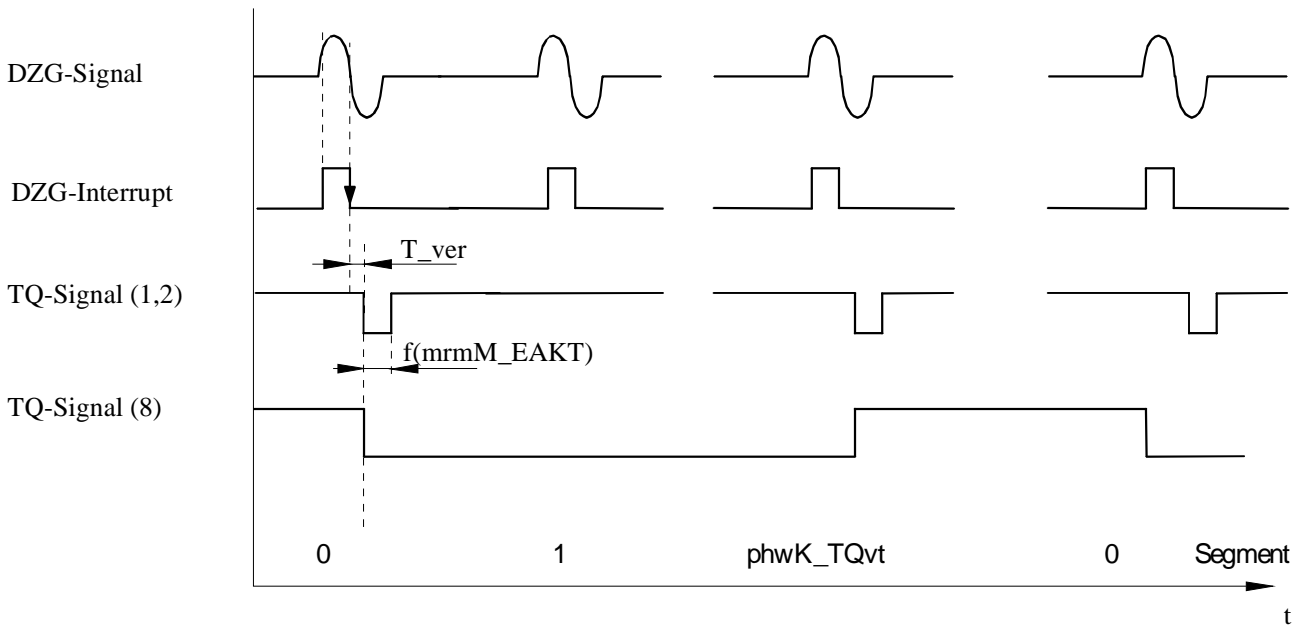 DZG-Signal
DZG-Interrupt
T_ver
TQ-Signal (1,2)
f(mrmM_EAKT)
TQ-Signal (8)
0 1 phwK_TQvt 0 Segment
t